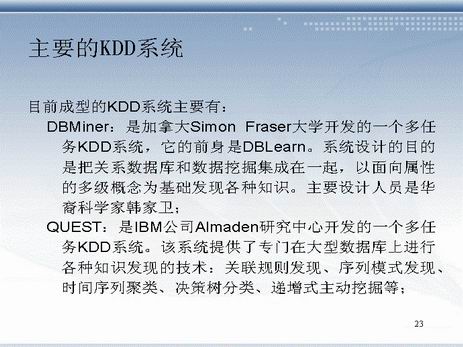 主要的KDD系统
目前成型的KDD系统主要有：
DBMiner：是加拿大Simon Fraser大学开发的一个多任
务KDD系统，它的前身是DBLearn。系统设计的目的
是把关系数据库和数据挖掘集成在一起，以面向属性
的多级概念为基础发现各种知识。主要设计人员是华
裔科学家韩家卫；
QUEST：是IBM公司Almaden研究中心开发的一个多任
务KDD系统。该系统提供了专门在大型数据库上进行
各种知识发现的技术：关联规则发现、序列模式发现、
时间序列聚类、决策树分类、递增式主动挖掘等；
23